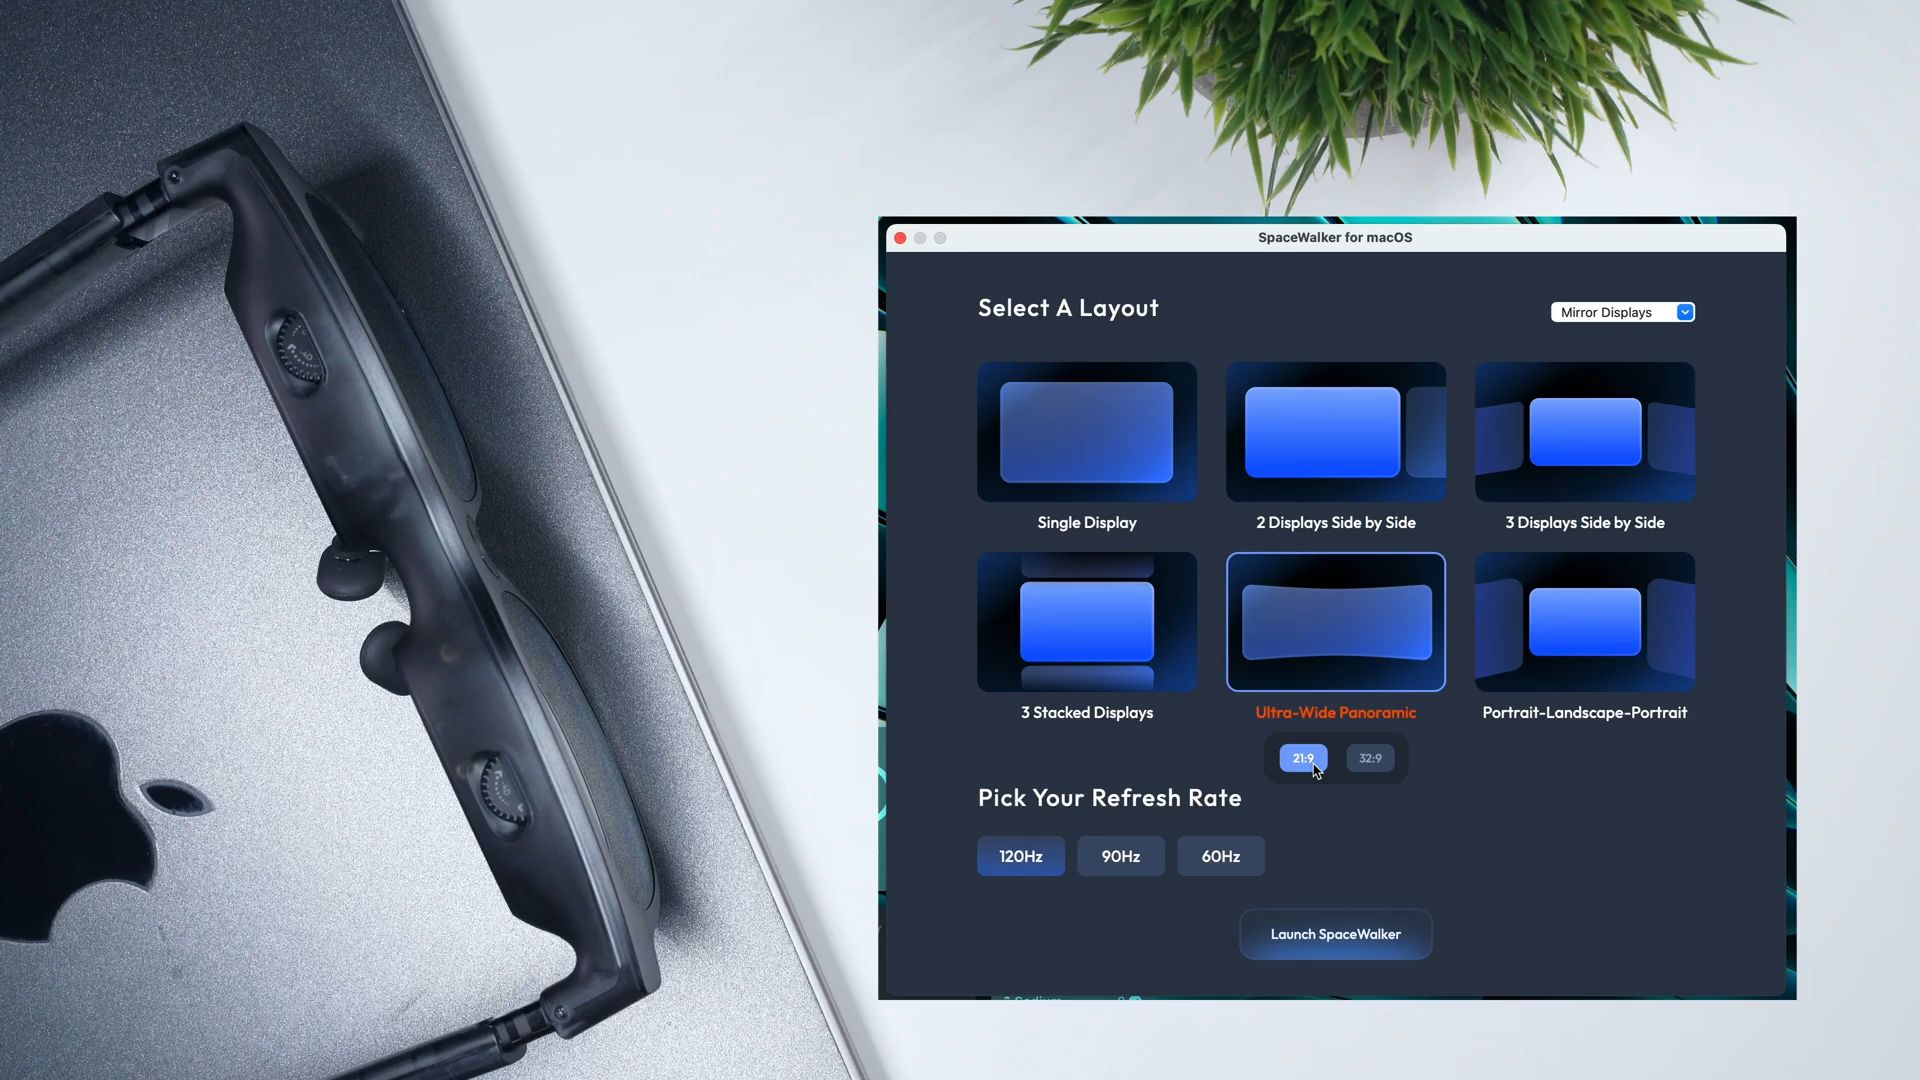 SpaceWalker for macOS
Select A Layout
Mirror Displays
Single Display
2 Displays Side by Side
3 Displays Side by Side
3 Stacked Displays
Ultra-Wide Panoramic
Portrait-Landscape-Portrait
21:9
32:9
Pick Your Refresh Rate
120Hz
90Hz
60Hz
Launch SpaceWalker